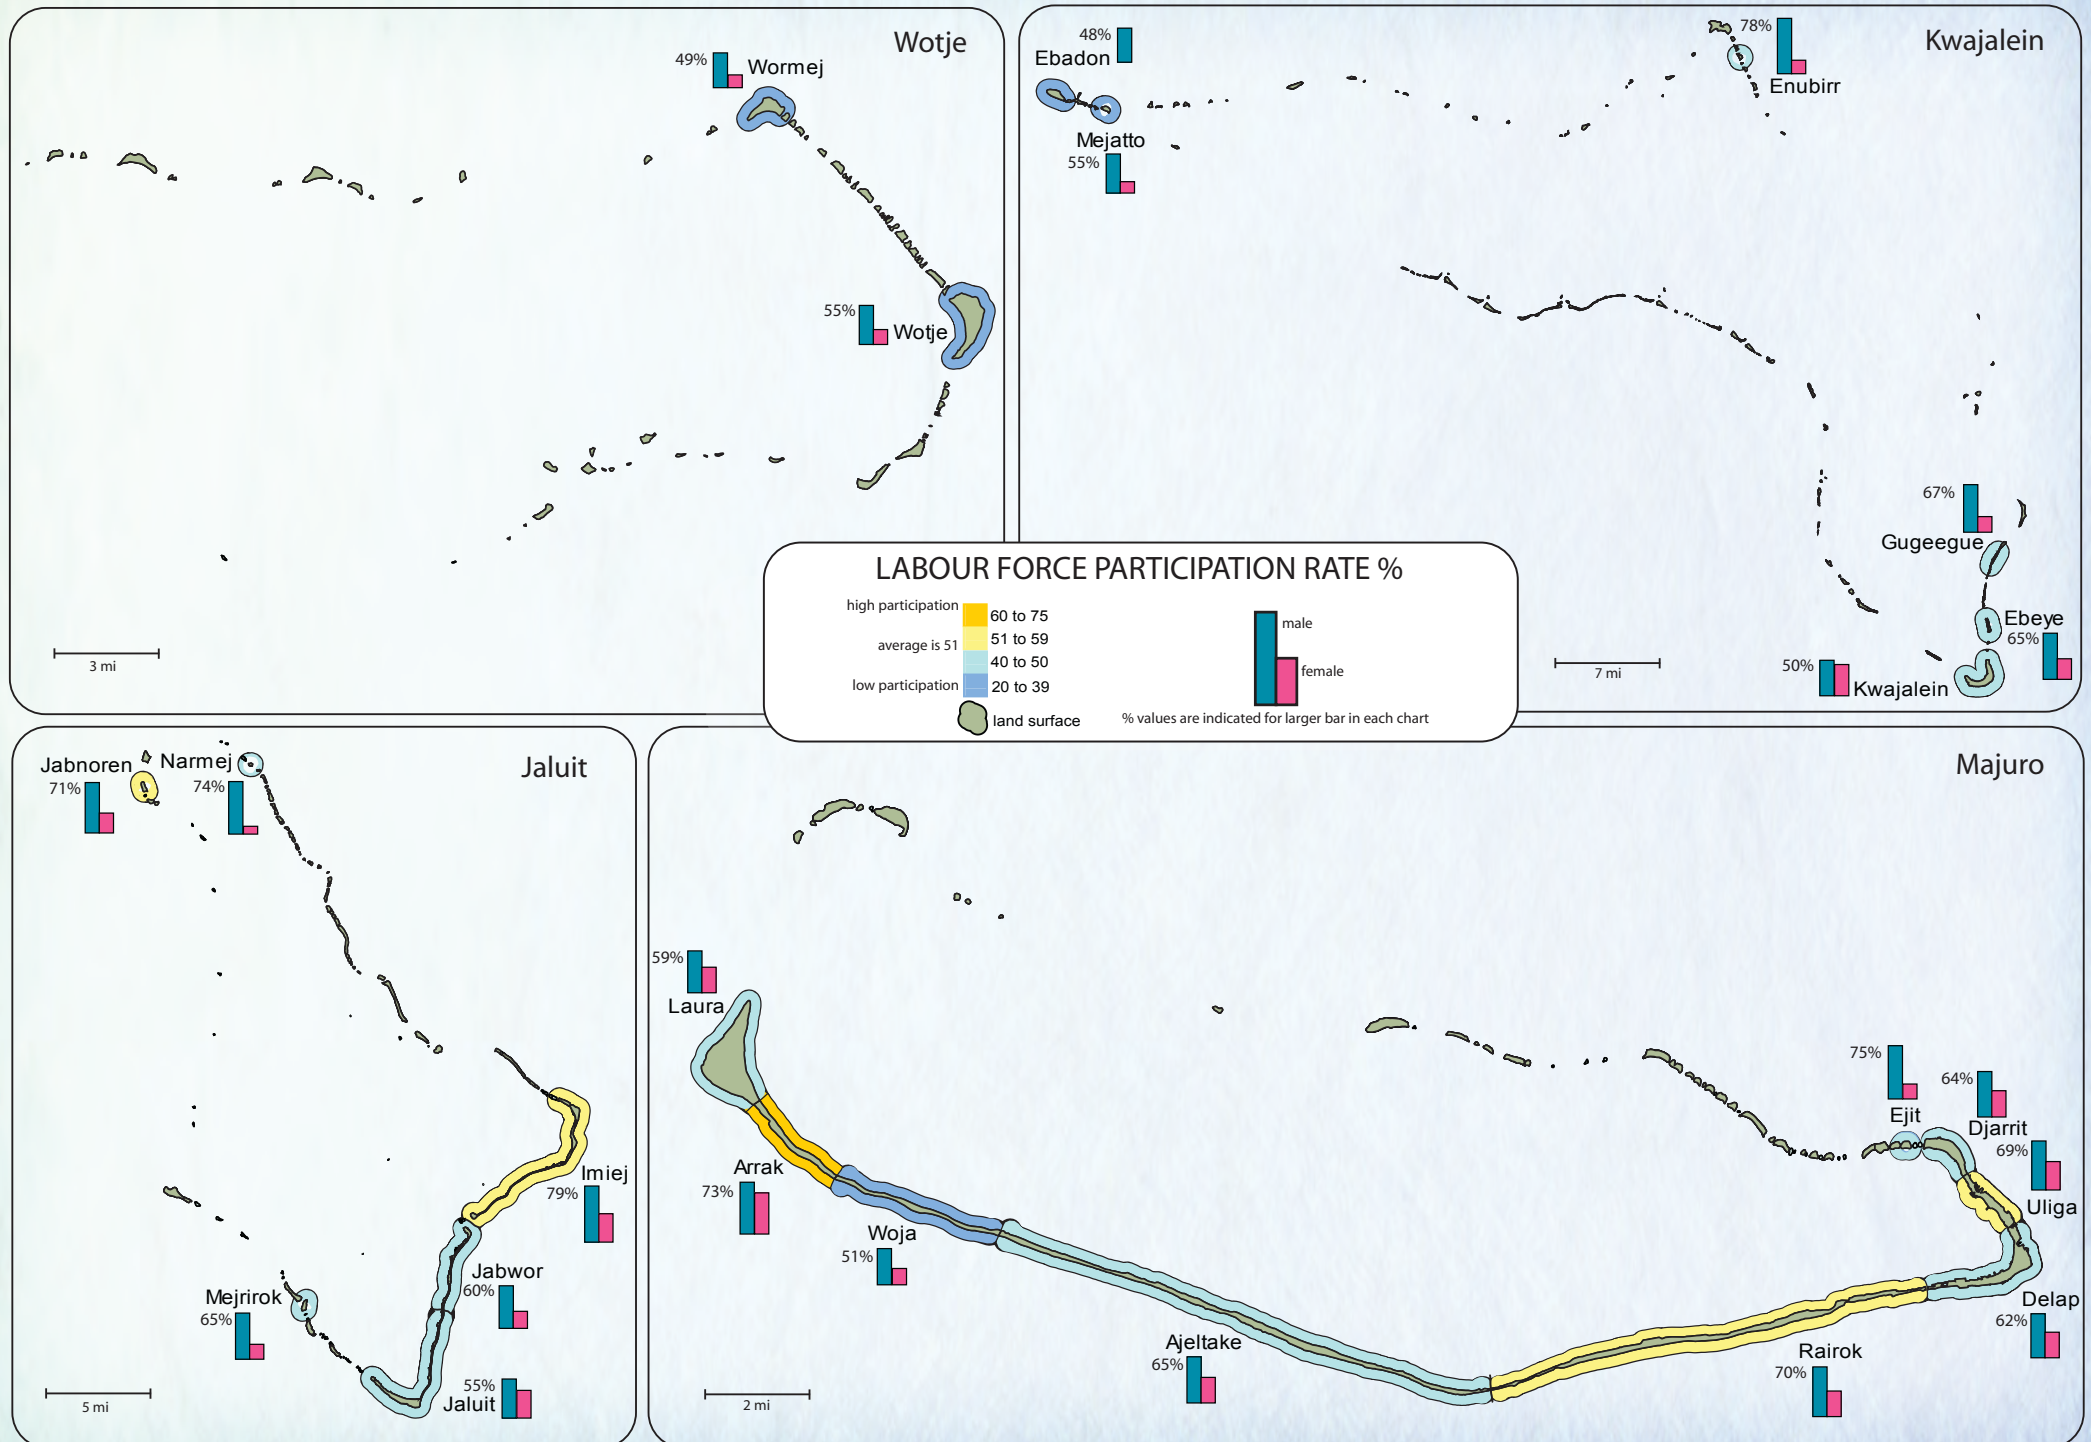 Wotje
49%
Wormej
55%
Wotje
3 mi
Kwajalein
48%
Ebadon
Mejatto
55%
78%
Enubirr
67%
Gugeegue
Ebeye
65%
50%
Kwajalein
7 mi
LABOUR FORCE PARTICIPATION RATE %
high participation
60 to 75
51 to 59
average is 51
40 to 50
low participation
20 to 39
land surface
male
female
% values are indicated for larger bar in each chart
Jaluit
Jabnoren
71%
Narmej
74%
Imiej
79%
Jabwor
60%
Mejrirok
65%
55%
Jaluit
5 mi
Majuro
59%
Laura
Arrak
73%
Woja
51%
Ajeltake
65%
75%
Ejit
64%
Djarrit
69%
Uliga
Delap
62%
Rairok
70%
2 mi